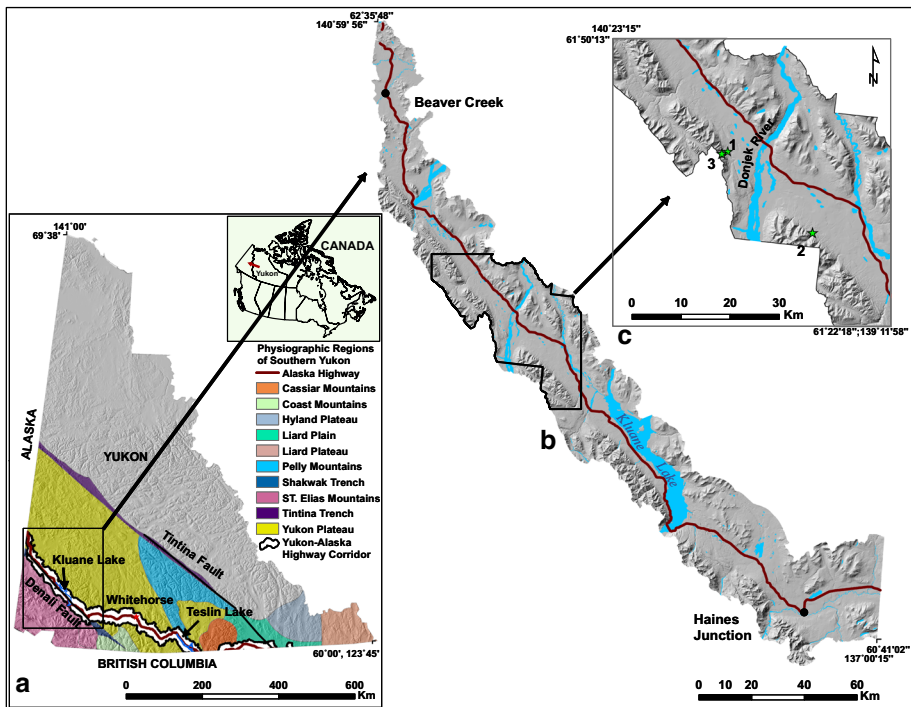 62°35'48"
140°59' 56"
Beaver Creek
140°23'15"
61°50'13"
N
1
3
Donjek River
2
0 10 20 30
Km
61°22'18";139°11'58"
c
141°00'
69°38'
CANADA
Yukon
Physiographic Regions
of Southern Yukon
Alaska Highway
Cassiar Mountains
Coast Mountains
Hyland Plateau
Liard Plain
Liard Plateau
Pelly Mountains
Shakwak Trench
ST. Elias Mountains
Tintina Trench
Yukon Plateau
Yukon-Alaska
Highway Corridor
ALASKA
YUKON
Tintina Fault
Kluane Lake
Denali Fault
Whitehorse
Teslin Lake
BRITISH COLUMBIA
60°00', 123°45'
a
0 200 400 600
Km
b
Kluane
Lake
Haines
Junction
60°41'02"
137°00'15"
0 20 40 60
Km